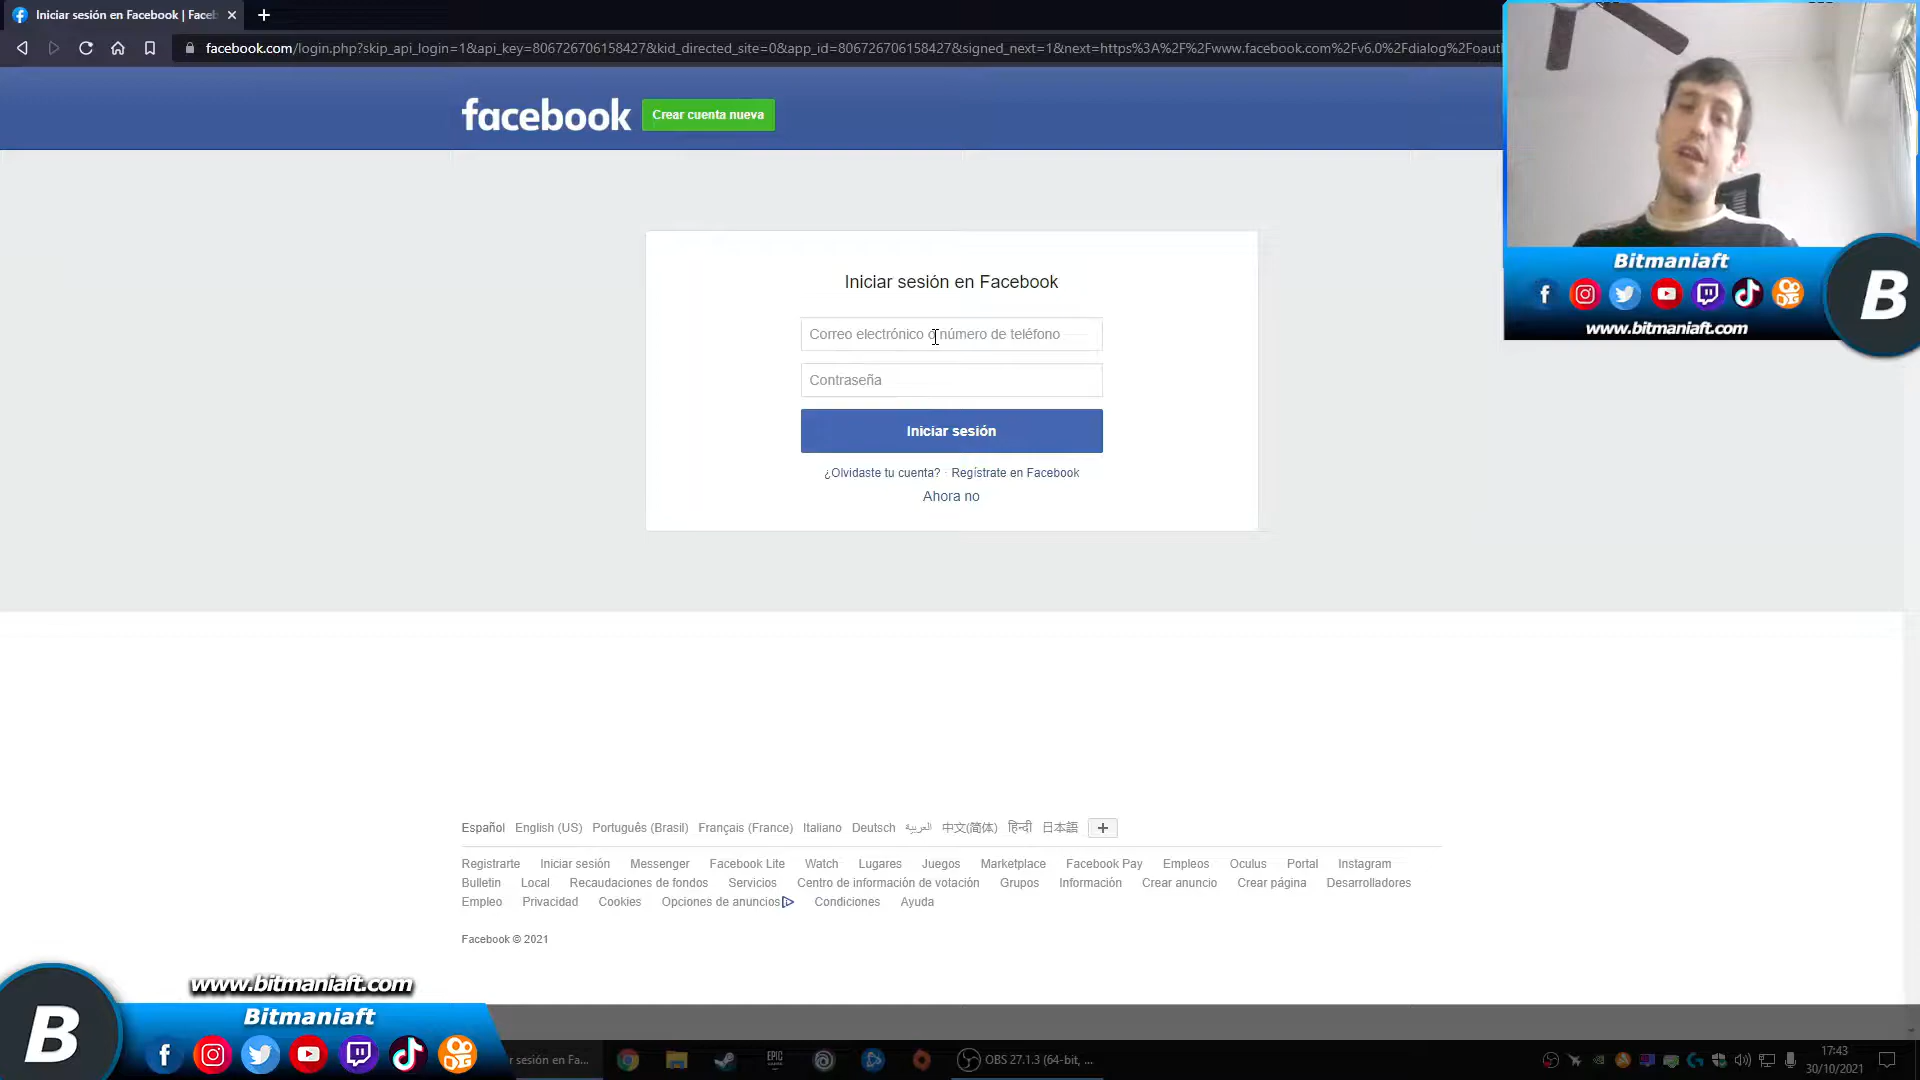 Iniciar sesión en Facebook | Faceb
facebook.com/login.php?skip_api_login=1&api_key=806726706158427&kid_directed_site=0&app_id=806726706158427&signed_next=1&next=https%3A%2F%2Fwww.facebook.com%2Fv6.0%2Fdialog%2Foaut
facebook
Crear cuenta nueva
Bitmaniaft
B
www.bitmaniaft.com
Iniciar sesión en Facebook
Correo electrónico o número de teléfono
Contraseña
Iniciar sesión
¿Olvidaste tu cuenta? · Regístrate en Facebook
Ahora no
Español English (US) Português (Brasil) Français (France) Italiano Deutsch العربية 中文(简体) हिन्दी 日本語 +
Registrarte Iniciar sesión Messenger Facebook Lite Watch Lugares Juegos Marketplace Facebook Pay Empleos Oculus Portal Instagram
Bulletin Local Recaudaciones de fondos Servicios Centro de información de votación Grupos Información Crear anuncio Crear página Desarrolladores
Empleo Privacidad Cookies Opciones de anuncios Condiciones Ayuda
Facebook © 2021
www.bitmaniaft.com
Bitmaniaft
B
r sesión en Fa...
EPIC
OBS 27.1.3 (64-bit, ...
17:43
30/10/2021